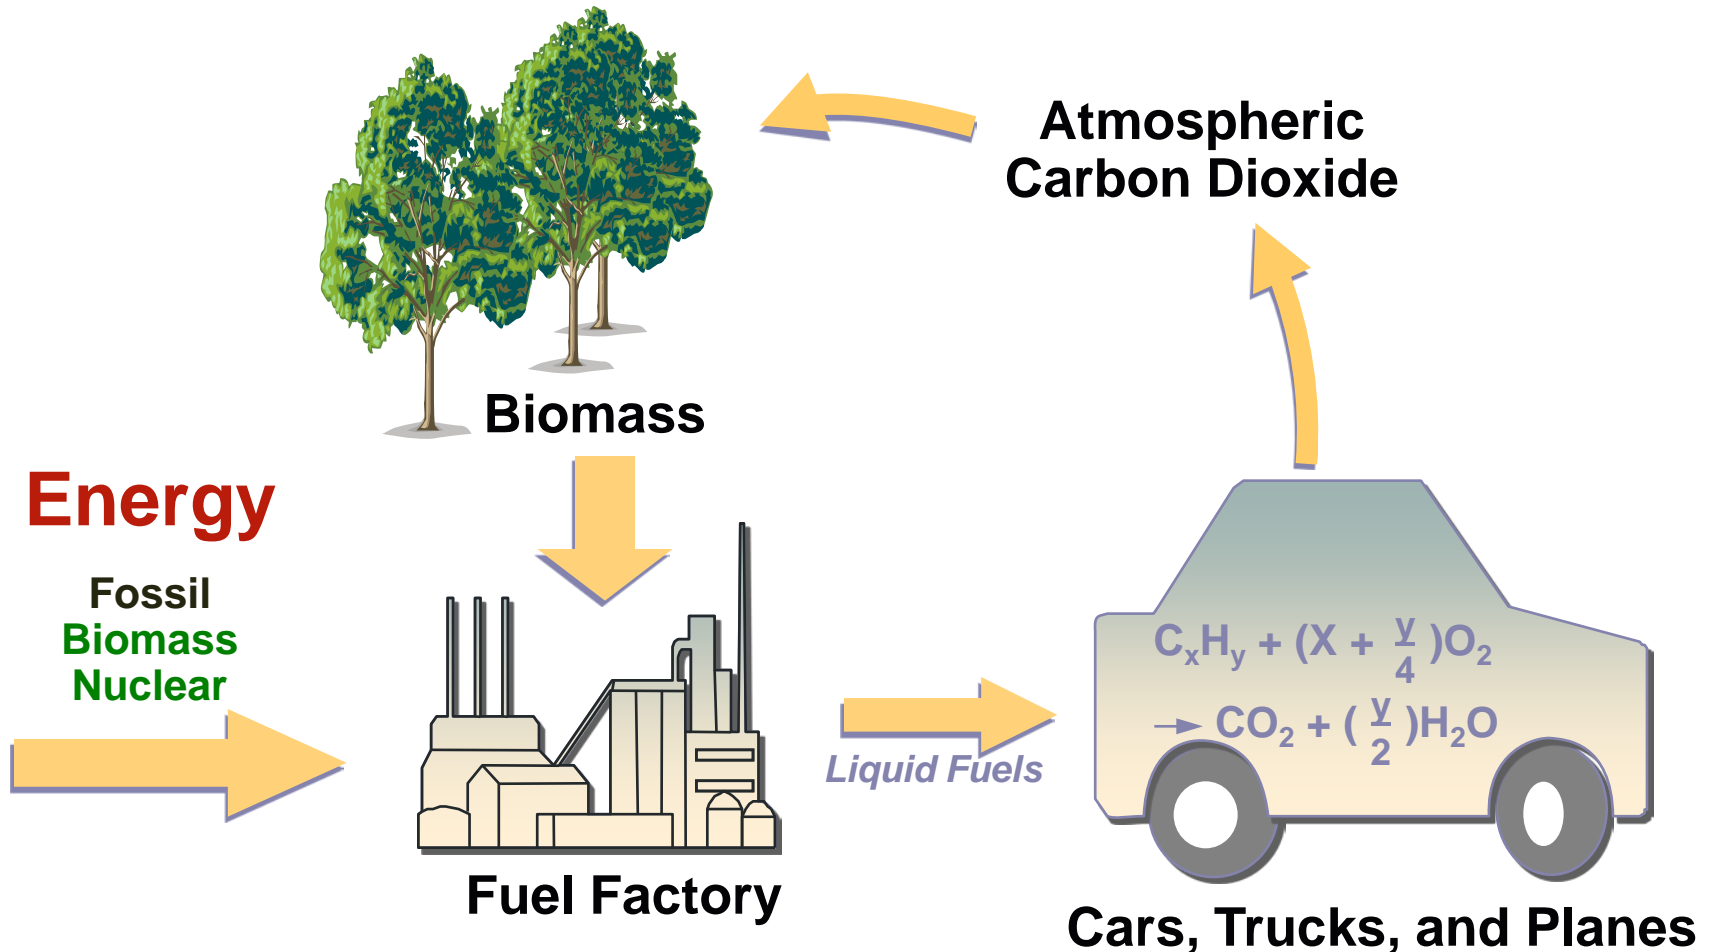 Atmospheric
Carbon Dioxide
Biomass
Energy
Fossil
Biomass
Nuclear
Fuel Factory
Liquid Fuels
CₓHᵧ + (X + y/4)O₂
→ CO₂ + (y/2)H₂O
Cars, Trucks, and Planes